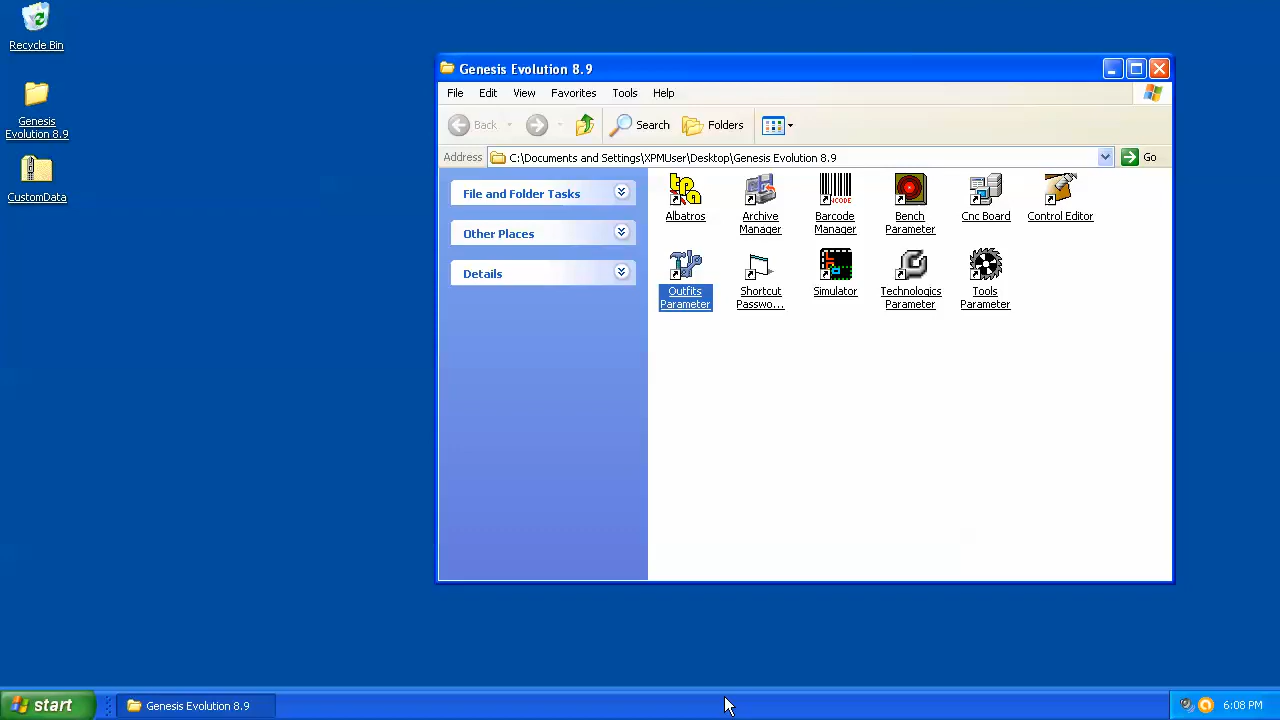 Recycle Bin
Genesis
Evolution 8.9
CustomData
Genesis Evolution 8.9
File Edit View Favorites Tools Help
Back Search Folders
Address C:\Documents and Settings\XPMUser\Desktop\Genesis Evolution 8.9 Go
File and Folder Tasks
Other Places
Details
tpa
Albatros
Archive
Manager
Barcode
Manager
Bench
Parameter
Cnc Board
Control Editor
Outfits
Parameter
Shortcut
Passwo...
Simulator
Technologics
Parameter
Tools
Parameter
start
Genesis Evolution 8.9
6:08 PM